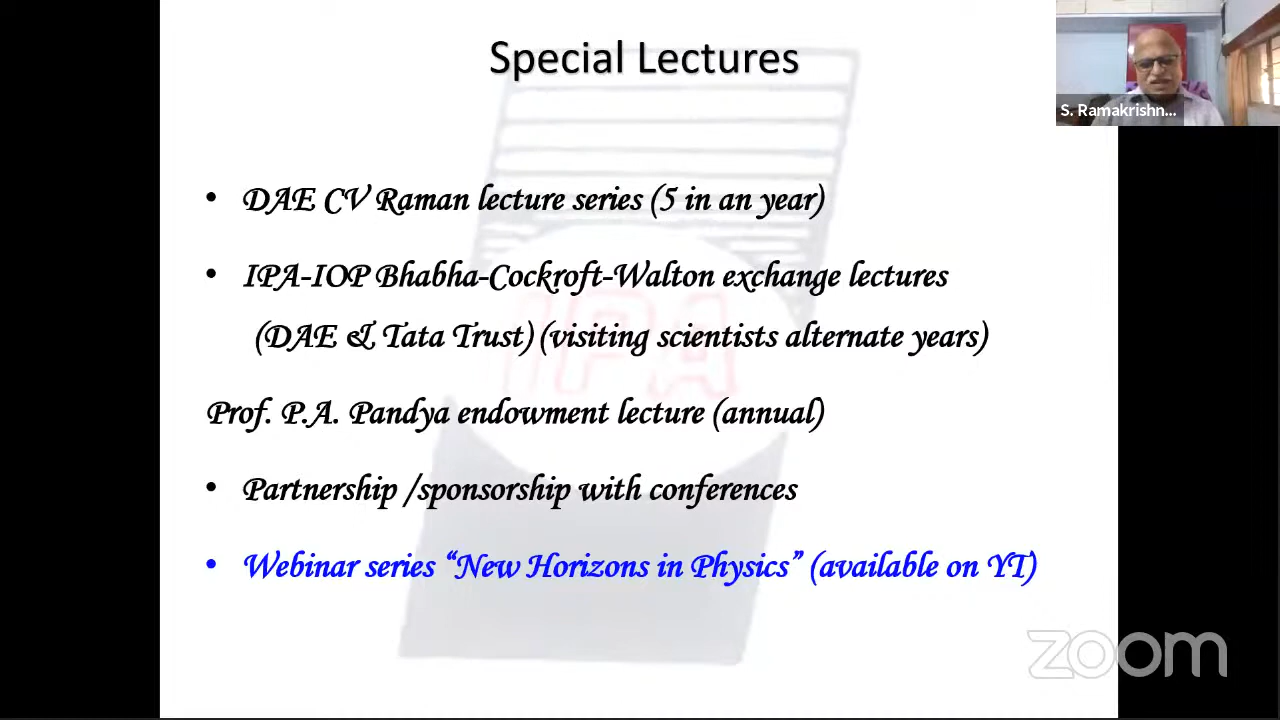 Special Lectures
S. Ramakrishn...
• DAE CV Raman lecture series (5 in an year)
• IPA-IOP Bhabha-Cockroft-Walton exchange lectures
(DAE & Tata Trust) (visiting scientists alternate years)
IPA
Prof. P.A. Pandya endowment lecture (annual)
• Partnership /sponsorship with conferences
• Webinar series “New Horizons in Physics” (available on YT)
zoom